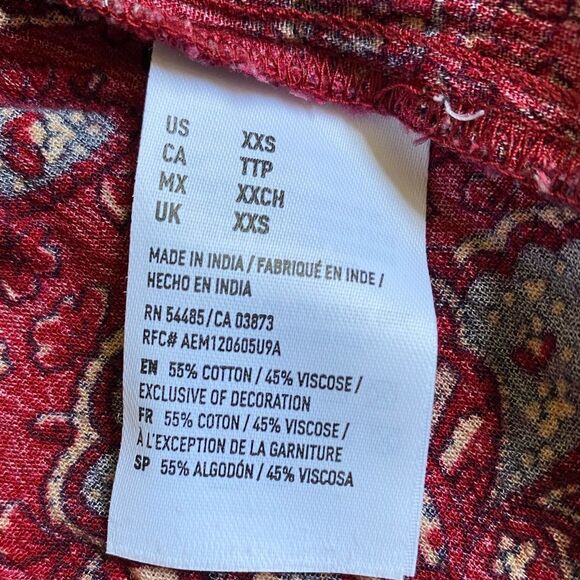 US XXS
CA TTP
MX XXCH
UK XXS
MADE IN INDIA / FABRIQUÉ EN INDE /
HECHO EN INDIA
RN 54485 / CA 03873
RFC# AEM120605U9A
EN 55% COTTON / 45% VISCOSE /
EXCLUSIVE OF DECORATION
FR 55% COTON / 45% VISCOSE /
À L'EXCEPTION DE LA GARNITURE
SP 55% ALGODÓN / 45% VISCOSA